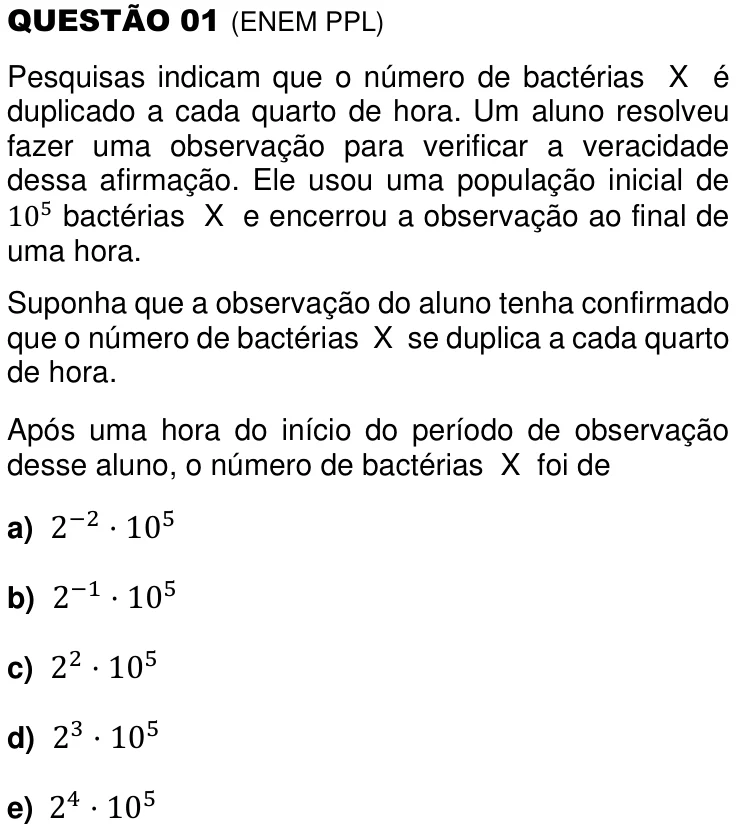 QUESTÃO 01 (ENEM PPL)
Pesquisas indicam que o número de bactérias X é
duplicado a cada quarto de hora. Um aluno resolveu
fazer uma observação para verificar a veracidade
dessa afirmação. Ele usou uma população inicial de
10⁵ bactérias X e encerrou a observação ao final de
uma hora.
Suponha que a observação do aluno tenha confirmado
que o número de bactérias X se duplica a cada quarto
de hora.
Após uma hora do início do período de observação
desse aluno, o número de bactérias X foi de
a) 2⁻² · 10⁵
b) 2⁻¹ · 10⁵
c) 2² · 10⁵
d) 2³ · 10⁵
e) 2⁴ · 10⁵